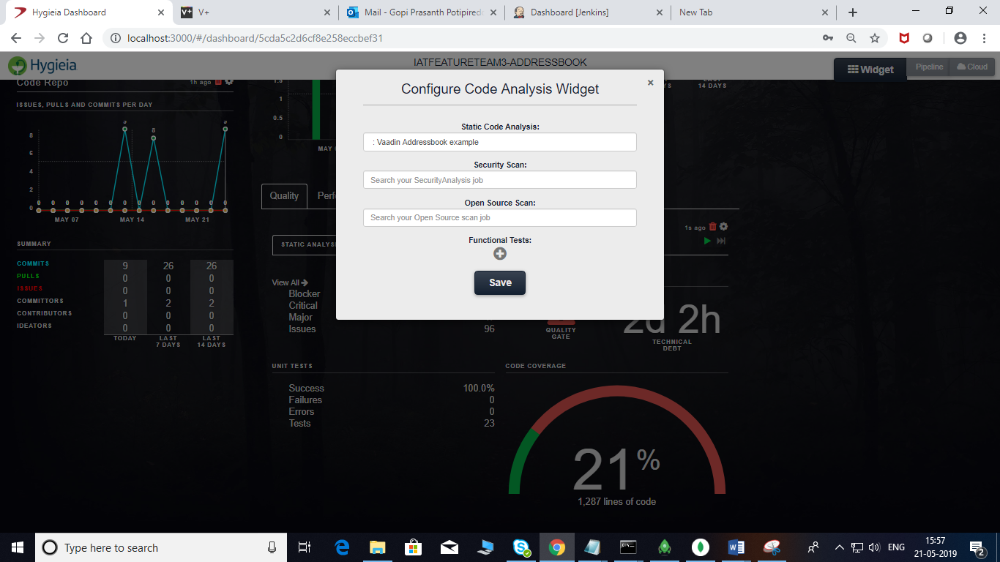 Hygieia Dashboard
V+
Mail - Gopi Prasanth Potipiredd
Dashboard [Jenkins]
New Tab
localhost:3000/#/dashboard/5cda5c2d6cf8e258eccbef31
Hygieia
IATFEATURETEAM3-ADDRESSBOOK
Widget
Pipeline
Cloud
Code Repo
1h ago
ISSUES, PULLS AND COMMITS PER DAY
8
6
4
2
0
9
8
9
0 0 0 0 0 0 0 0 0 0 0 0 0 0
MAY 07 MAY 14 MAY 21
SUMMARY
COMMITS 9 26 26
PULLS 0 0 0
ISSUES 0 0 0
COMMITTORS 1 2 2
CONTRIBUTORS 0 0 0
IDEATORS 0 0 0
TODAY LAST 7 DAYS LAST 14 DAYS
1.5
1
0.5
0
MAY
14 DAYS
Configure Code Analysis Widget
×
Static Code Analysis:
: Vaadin Addressbook example
Security Scan:
Search your SecurityAnalysis job
Open Source Scan:
Search your Open Source scan job
Functional Tests:
Save
Quality
Perf
1s ago
STATIC ANALYS
View All
Blocker
Critical
Major
Issues 96
QUALITY GATE
2d 2h
TECHNICAL DEBT
UNIT TESTS
Success 100.0%
Failures 0
Errors 0
Tests 23
CODE COVERAGE
21%
1,287 lines of code
Type here to search
ENG
15:57
21-05-2019
2